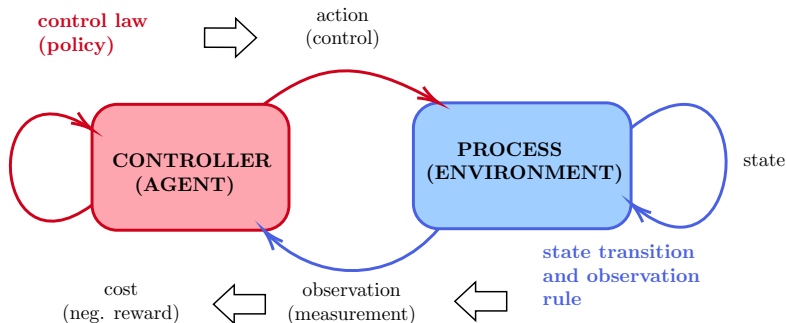 control law
(policy)
action
(control)
CONTROLLER
(AGENT)
PROCESS
(ENVIRONMENT)
state
state transition
and observation
rule
observation
(measurement)
cost
(neg. reward)